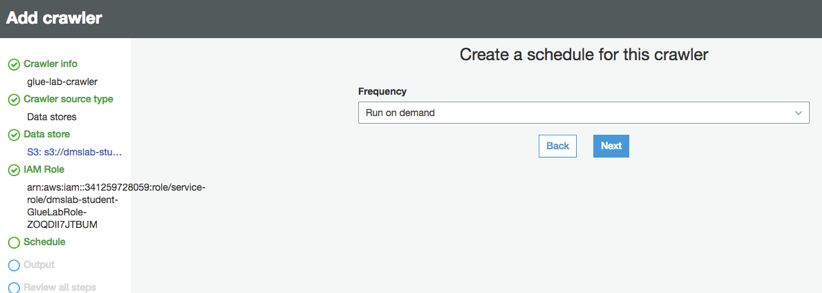 Add crawler
Crawler info
glue-lab-crawler
Crawler source type
Data stores
Data store
S3: s3://dmslab-stu...
IAM Role
arn:aws:iam::341259728059:role/service-
role/dmslab-student-
GlueLabRole-
ZOQDII7JTBUM
Schedule
Output
Review all steps
Create a schedule for this crawler
Frequency
Run on demand
Back
Next